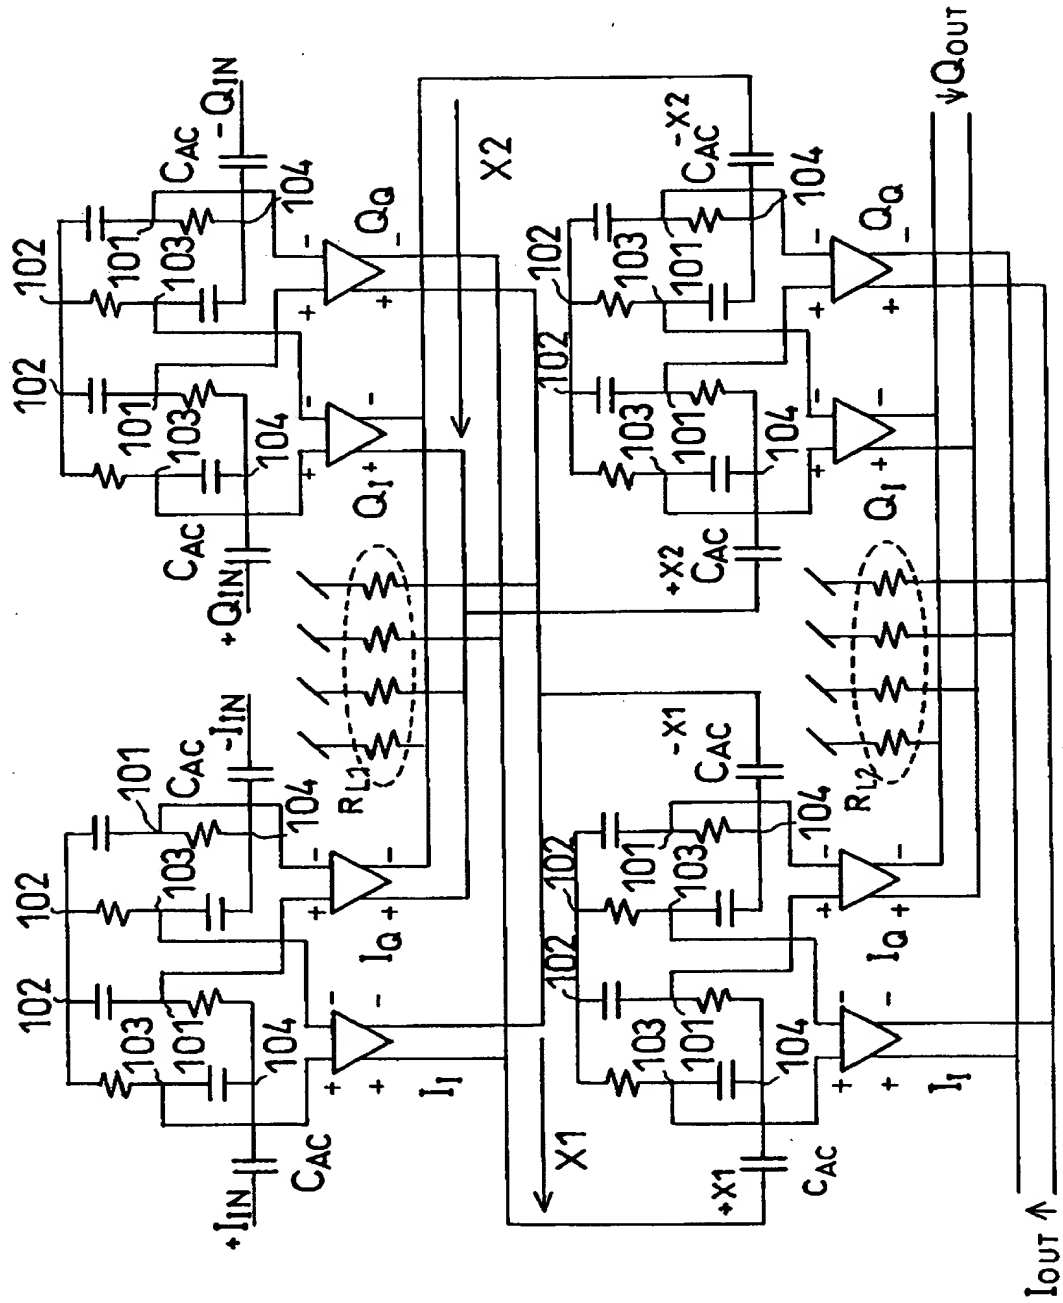 102
102
102
102
101
103
101
103
101
103
101
103
CAC
CAC
CAC
CAC
+IIN
-IIN
+QIN
-QIN
104
104
104
104
+
-
+
-
+
-
+
-
II
IQ
QI
QQ
+
-
+
-
+
-
+
-
RL1
X1
X2
102
102
102
102
103
101
101
103
103
101
101
103
+X1
-X1
+X2
-X2
CAC
CAC
CAC
CAC
104
104
104
104
+
-
+
-
+
-
+
-
II
IQ
QI
QQ
+
-
+
-
+
-
+
-
RL2
IOUT
QOUT